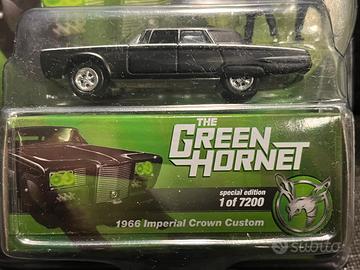 THE
GREEN
HORNET
special edition
1 of 7200
1966 Imperial Crown Custom
subito